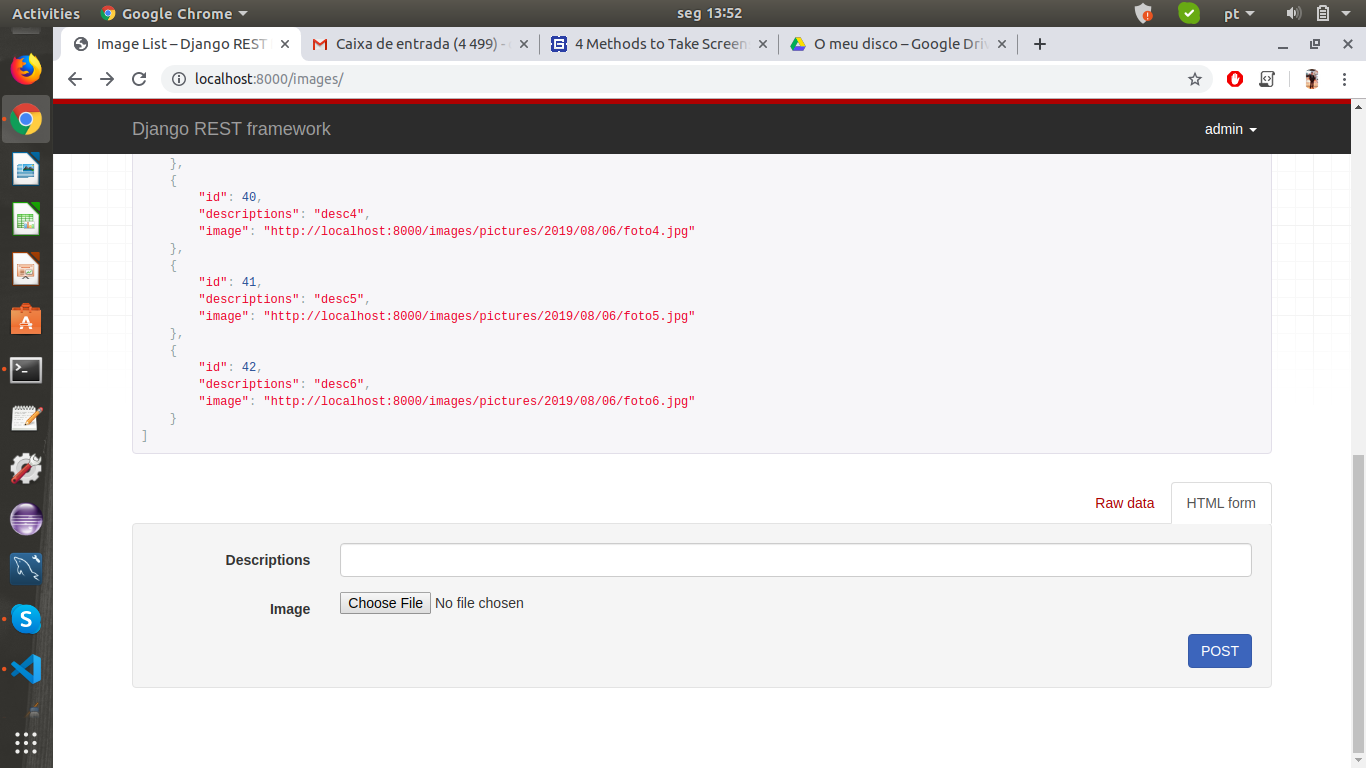 Activities
Google Chrome
seg 13:52
pt
Image List – Django REST
Caixa de entrada (4 499) -
4 Methods to Take Screen
O meu disco – Google Driv
localhost:8000/images/
Django REST framework
admin
},
{
"id": 40,
"descriptions": "desc4",
"image": "http://localhost:8000/images/pictures/2019/08/06/foto4.jpg"
},
{
"id": 41,
"descriptions": "desc5",
"image": "http://localhost:8000/images/pictures/2019/08/06/foto5.jpg"
},
{
"id": 42,
"descriptions": "desc6",
"image": "http://localhost:8000/images/pictures/2019/08/06/foto6.jpg"
}
]
Raw data
HTML form
Descriptions
Image
Choose File No file chosen
POST